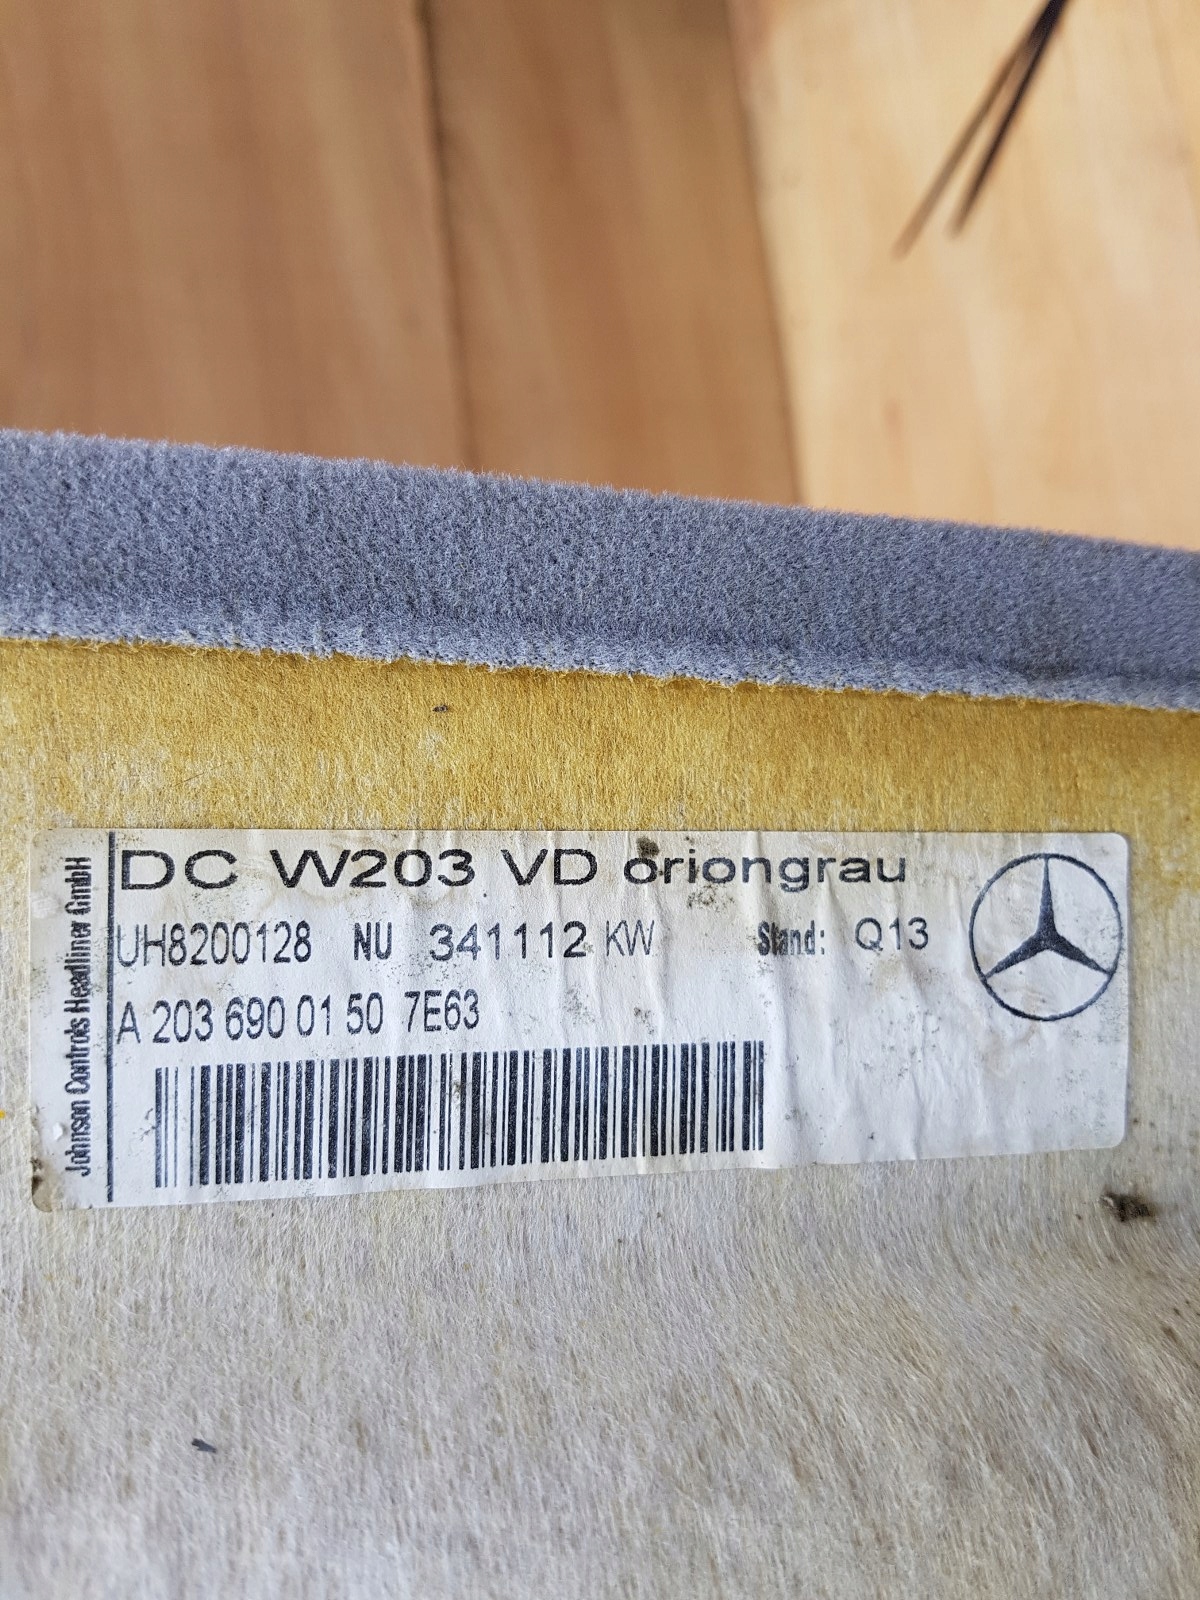 Johnson Controls Headliner GmbH
DC W203 VD oriongrau
UH8200128 NU 341112 KW Stand: Q13
A 203 690 01 50 7E63